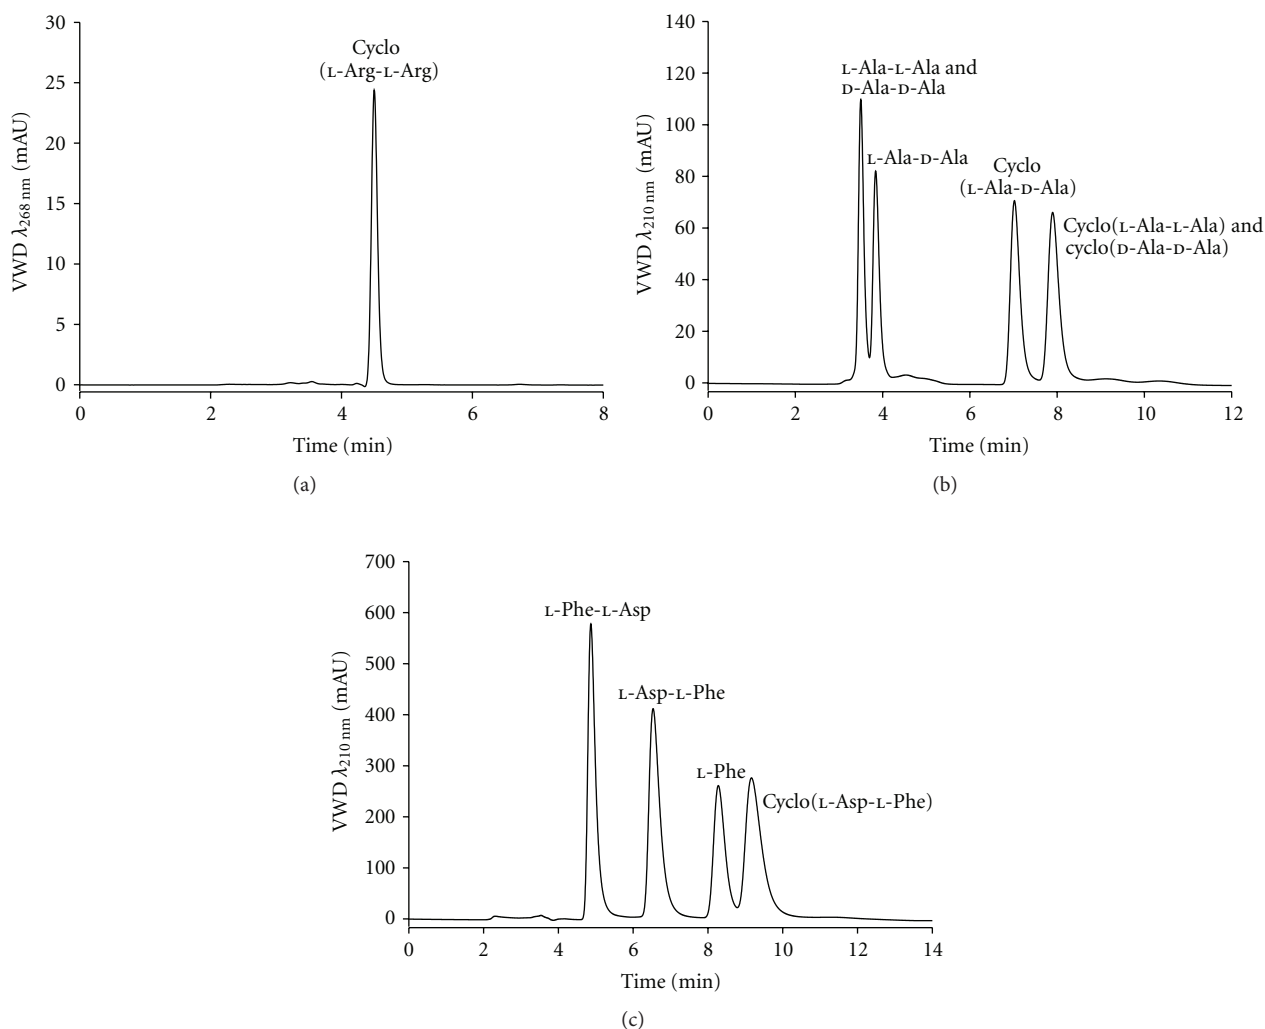 30
25
20
15
10
5
0
VWD λ268 nm (mAU)
Cyclo
(L-Arg-L-Arg)
0 2 4 6 8
Time (min)
(a)
140
120
100
80
60
40
20
0
VWD λ210 nm (mAU)
L-Ala-L-Ala and
D-Ala-D-Ala
L-Ala-D-Ala
Cyclo
(L-Ala-D-Ala)
Cyclo(L-Ala-L-Ala) and
cyclo(D-Ala-D-Ala)
0 2 4 6 8 10 12
Time (min)
(b)
700
600
500
400
300
200
100
0
VWD λ210 nm (mAU)
L-Phe-L-Asp
L-Asp-L-Phe
L-Phe
Cyclo(L-Asp-L-Phe)
0 2 4 6 8 10 12 14
Time (min)
(c)